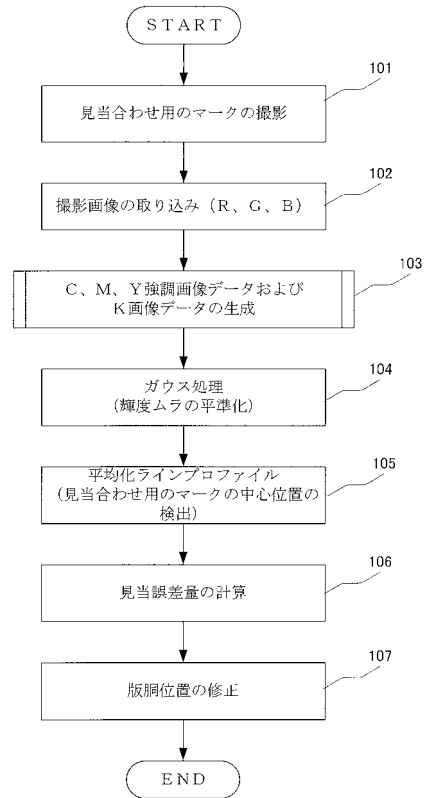 START
101
見当合わせ用のマークの撮影
102
撮影画像の取り込み（R、G、B）
103
C、M、Y強調画像データおよび
K画像データの生成
104
ガウス処理
(輝度ムラの平準化)
105
平均化ラインプロファイル
(見当合わせ用のマークの中心位置の
検出)
106
見当誤差量の計算
107
版胴位置の修正
END